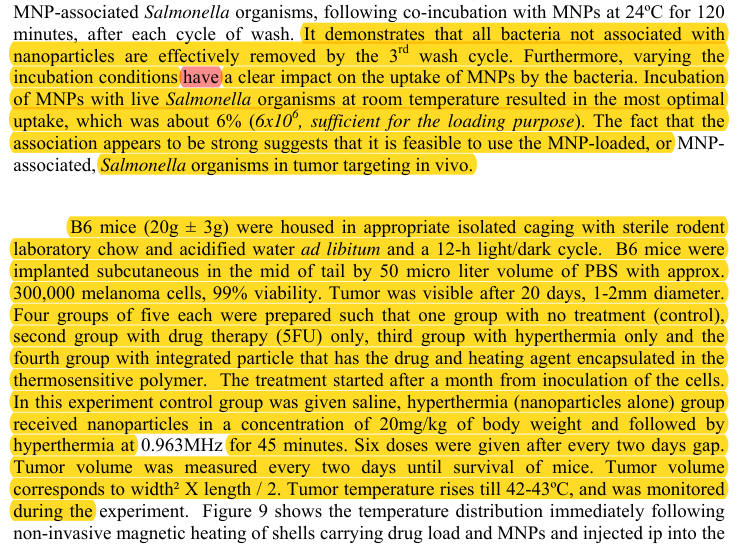 MNP-associated Salmonella organisms, following co-incubation with MNPs at 24ºC for 120
minutes, after each cycle of wash. It demonstrates that all bacteria not associated with
nanoparticles are effectively removed by the 3rd wash cycle. Furthermore, varying the
incubation conditions have a clear impact on the uptake of MNPs by the bacteria. Incubation
of MNPs with live Salmonella organisms at room temperature resulted in the most optimal
uptake, which was about 6% (6x10⁶, sufficient for the loading purpose). The fact that the
association appears to be strong suggests that it is feasible to use the MNP-loaded, or MNP-
associated, Salmonella organisms in tumor targeting in vivo.
B6 mice (20g ± 3g) were housed in appropriate isolated caging with sterile rodent
laboratory chow and acidified water ad libitum and a 12-h light/dark cycle. B6 mice were
implanted subcutaneous in the mid of tail by 50 micro liter volume of PBS with approx.
300,000 melanoma cells, 99% viability. Tumor was visible after 20 days, 1-2mm diameter.
Four groups of five each were prepared such that one group with no treatment (control),
second group with drug therapy (5FU) only, third group with hyperthermia only and the
fourth group with integrated particle that has the drug and heating agent encapsulated in the
thermosensitive polymer. The treatment started after a month from inoculation of the cells.
In this experiment control group was given saline, hyperthermia (nanoparticles alone) group
received nanoparticles in a concentration of 20mg/kg of body weight and followed by
hyperthermia at 0.963MHz for 45 minutes. Six doses were given after every two days gap.
Tumor volume was measured every two days until survival of mice. Tumor volume
corresponds to width² X length / 2. Tumor temperature rises till 42-43ºC, and was monitored
during the experiment. Figure 9 shows the temperature distribution immediately following
non-invasive magnetic heating of shells carrying drug load and MNPs and injected ip into the